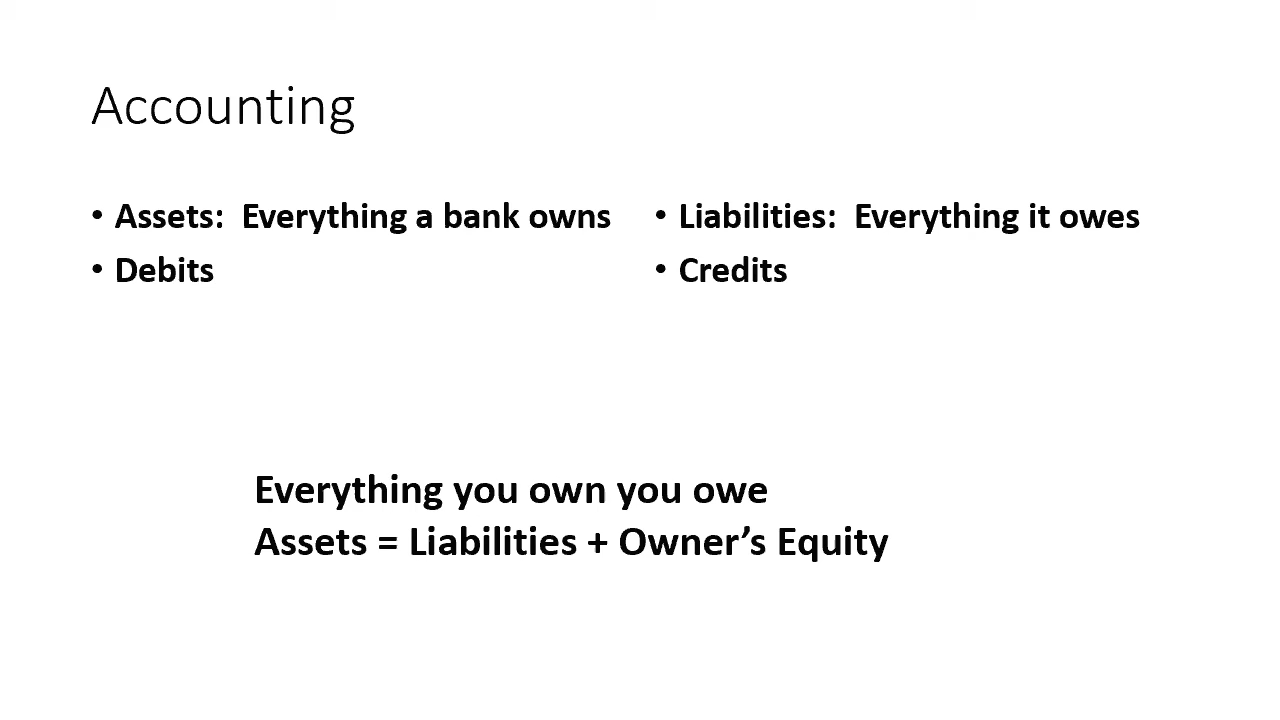 Accounting
• Assets:  Everything a bank owns
• Debits
• Liabilities:  Everything it owes
• Credits
Everything you own you owe
Assets = Liabilities + Owner’s Equity